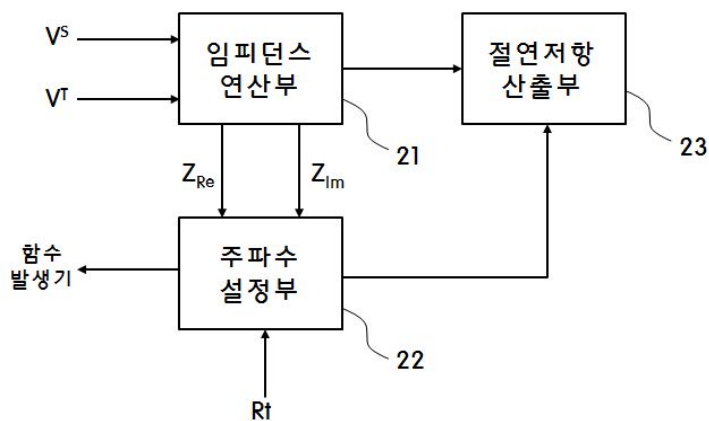 V^S
V^T
임피던스
연산부
21
절연저항
산출부
23
Z_Re
Z_Im
함수
발생기
주파수
설정부
22
Rt